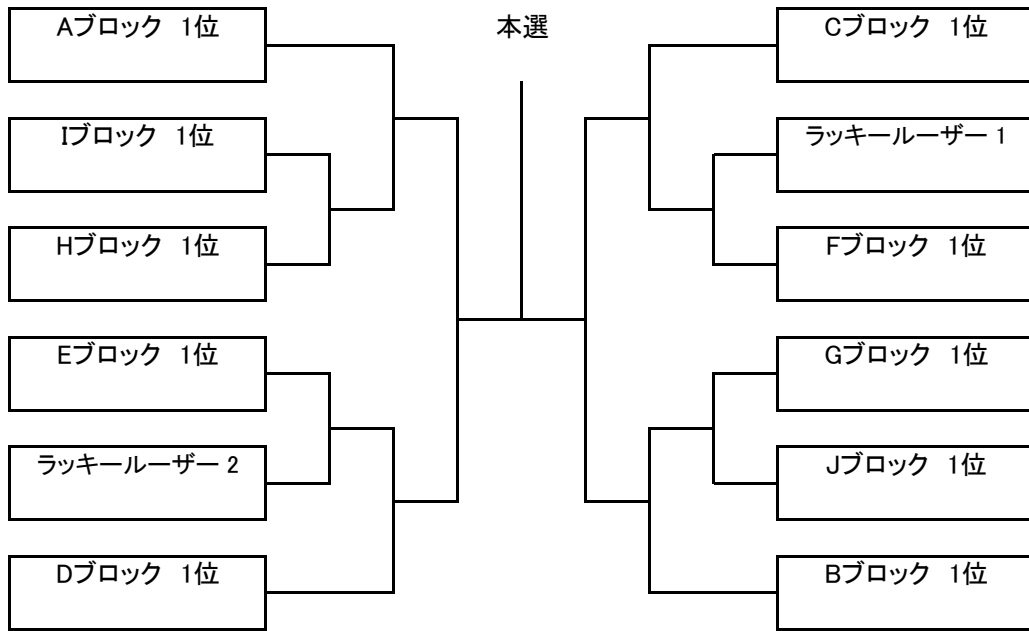 本選
Aブロック 1位
Iブロック 1位
Hブロック 1位
Eブロック 1位
ラッキールーザー 2
Dブロック 1位
Cブロック 1位
ラッキールーザー 1
Fブロック 1位
Gブロック 1位
Jブロック 1位
Bブロック 1位